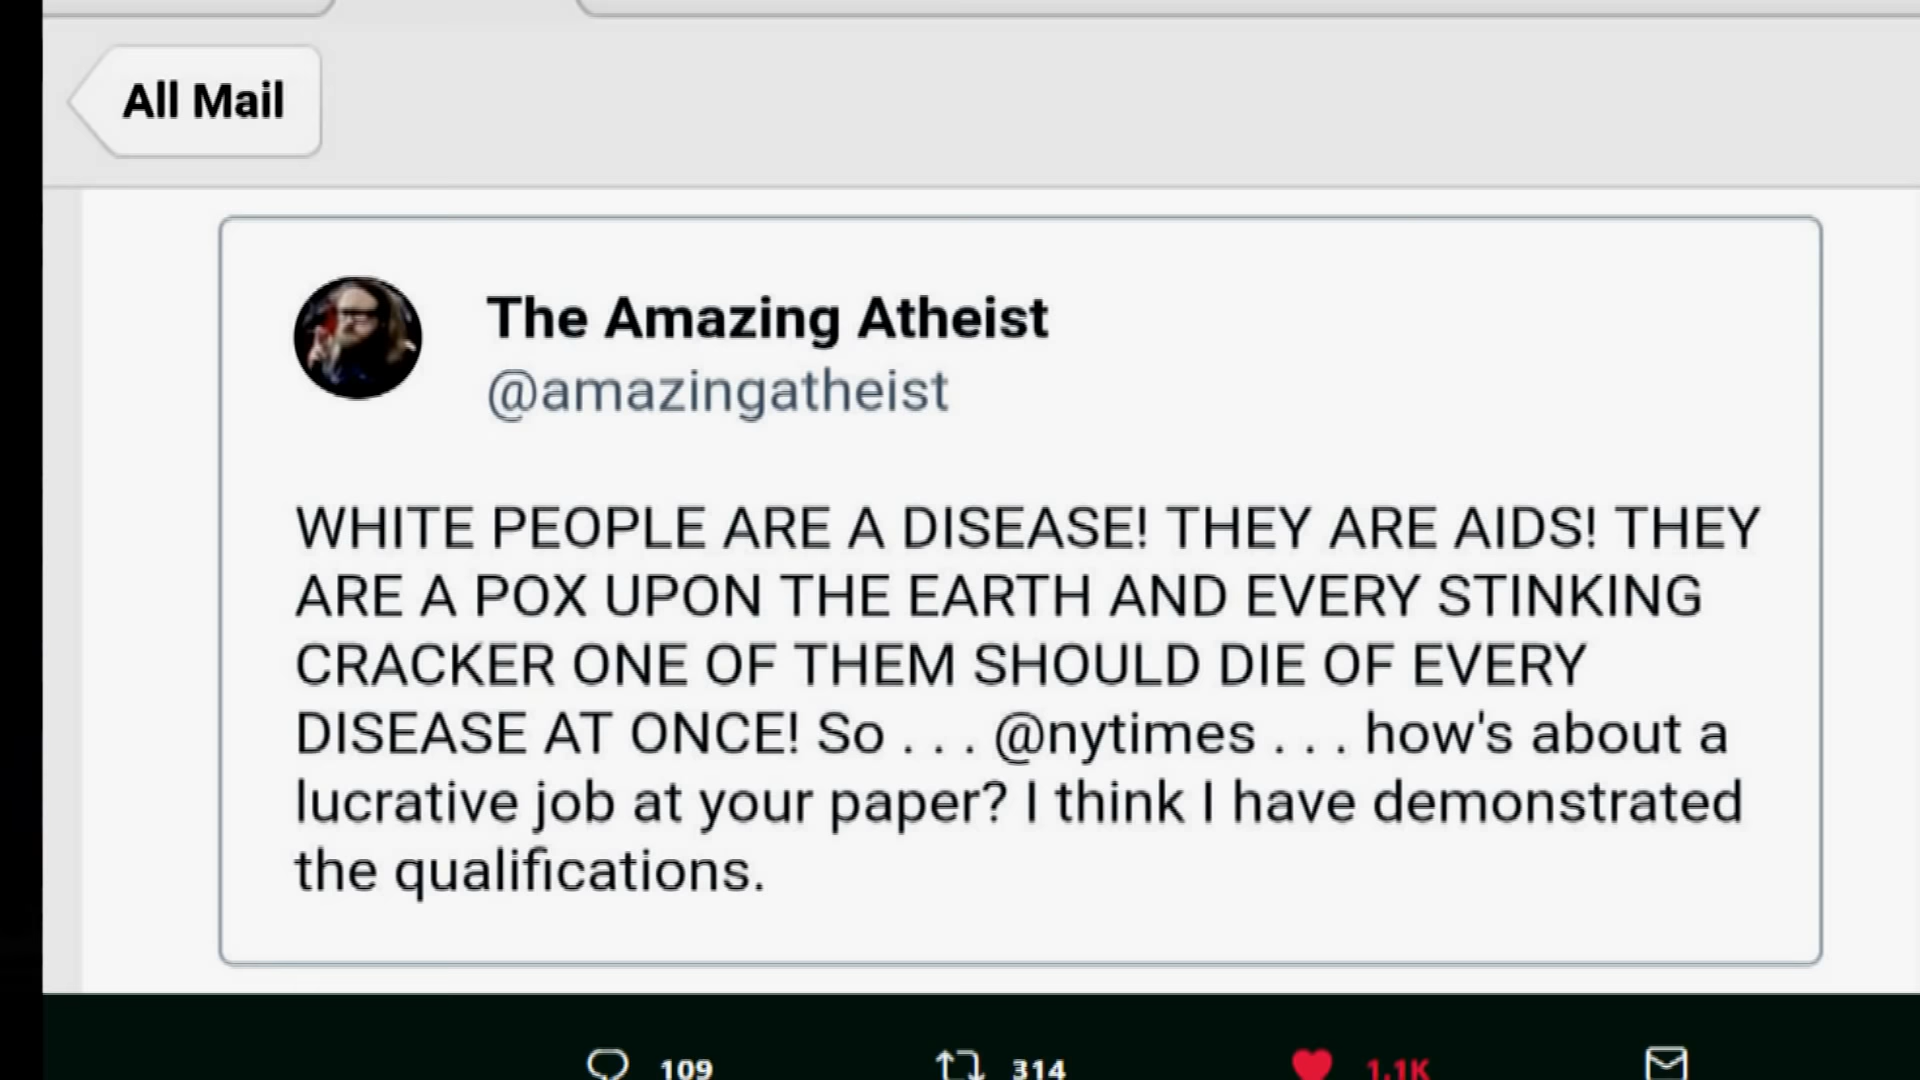 All Mail
The Amazing Atheist
@amazingatheist
WHITE PEOPLE ARE A DISEASE! THEY ARE AIDS! THEY
ARE A POX UPON THE EARTH AND EVERY STINKING
CRACKER ONE OF THEM SHOULD DIE OF EVERY
DISEASE AT ONCE! So . . . @nytimes . . . how's about a
lucrative job at your paper? I think I have demonstrated
the qualifications.
109 314 1.1K